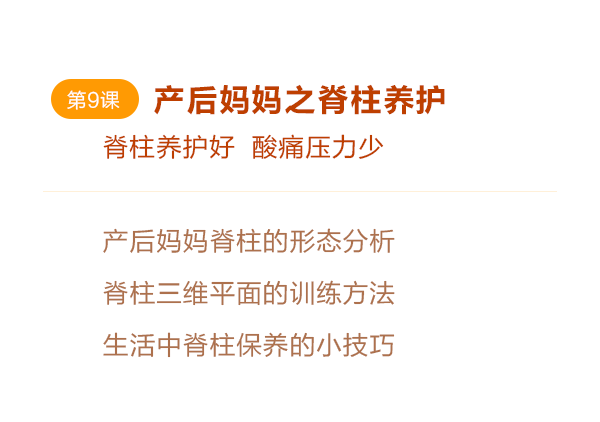 第9课 产后妈妈之脊柱养护
脊柱养护好 酸痛压力少
产后妈妈脊柱的形态分析
脊柱三维平面的训练方法
生活中脊柱保养的小技巧